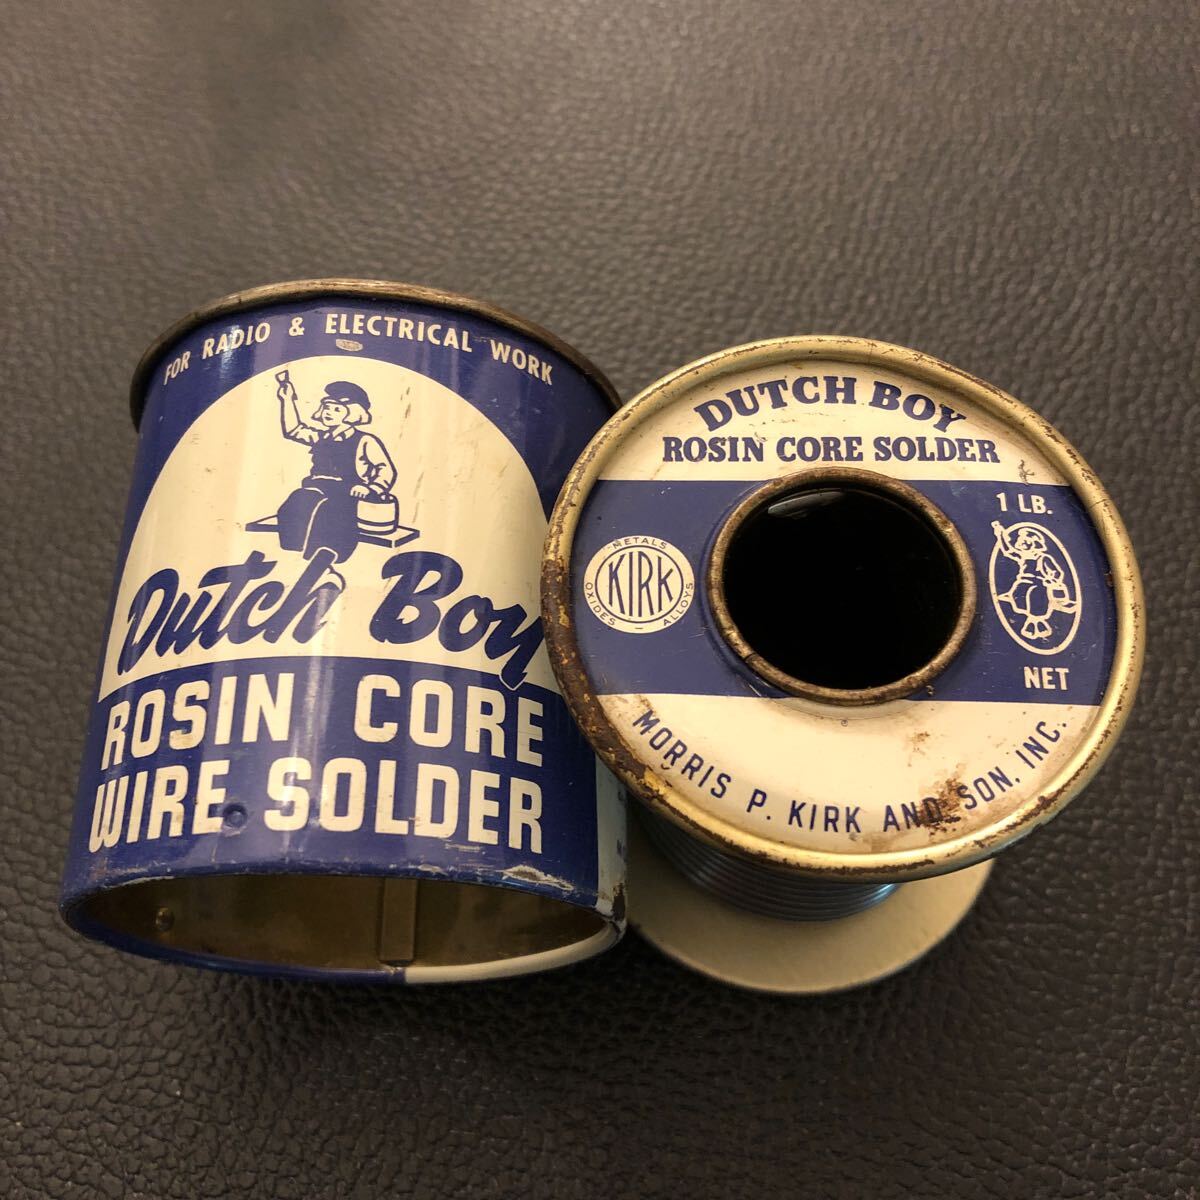 FOR RADIO & ELECTRICAL WORK
Dutch Boy
ROSIN CORE
WIRE SOLDER
DUTCH BOY
ROSIN CORE SOLDER
1 LB.
NET
METALS
KIRK
OXIDES - ALLOYS
MORRIS P. KIRK AND SON, INC.